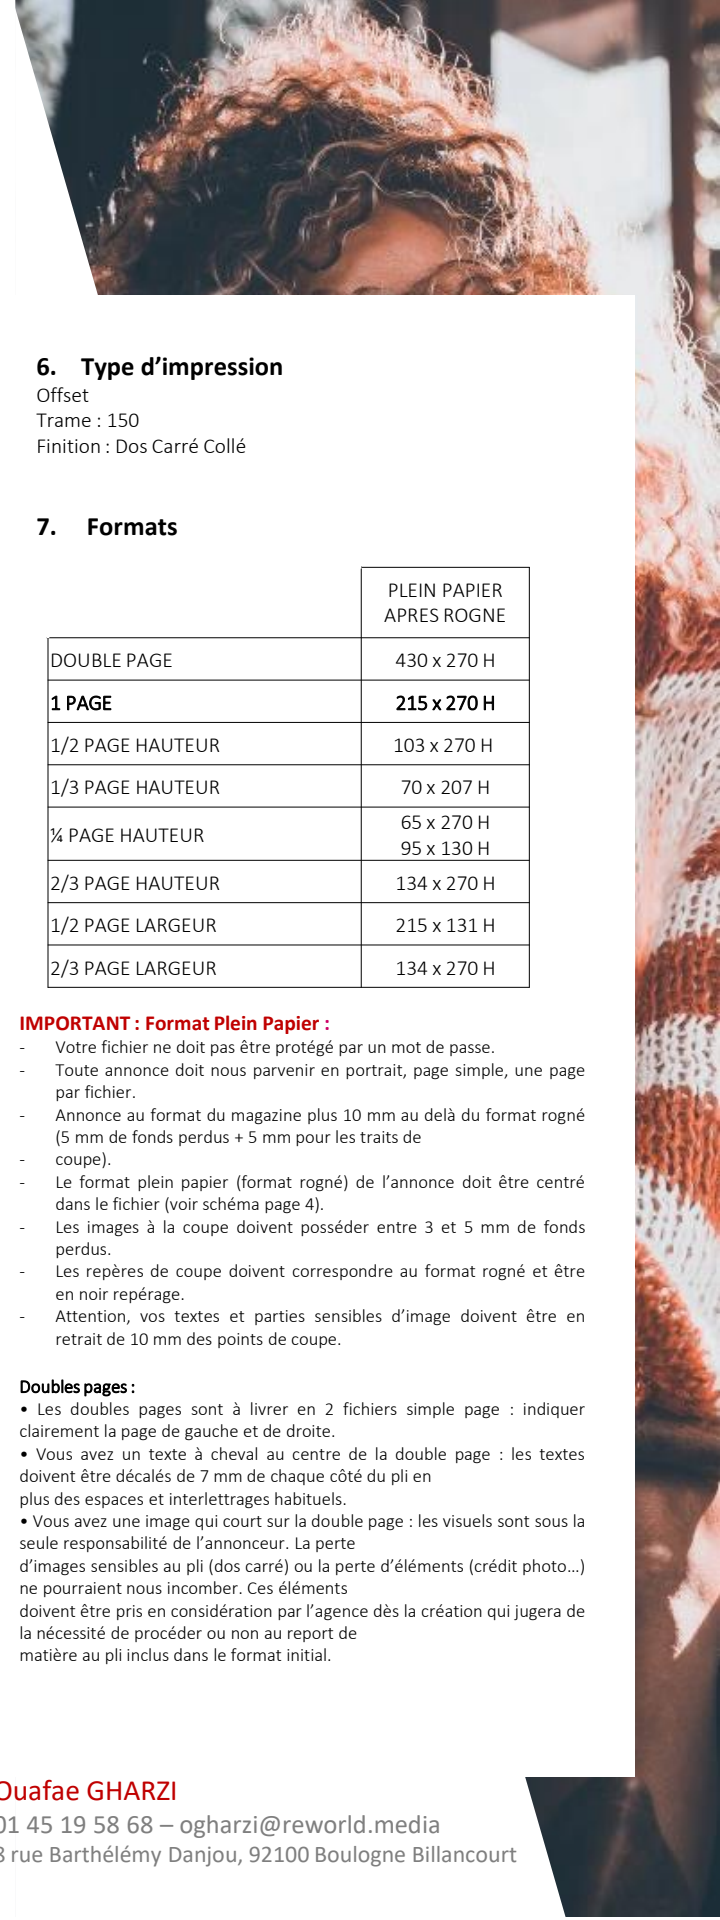 6. Type d’impression
Offset
Trame : 150
Finition : Dos Carré Collé
7. Formats
PLEIN PAPIER
APRES ROGNE
DOUBLE PAGE 430 x 270 H
1 PAGE 215 x 270 H
1/2 PAGE HAUTEUR 103 x 270 H
1/3 PAGE HAUTEUR 70 x 207 H
¼ PAGE HAUTEUR 65 x 270 H
95 x 130 H
2/3 PAGE HAUTEUR 134 x 270 H
1/2 PAGE LARGEUR 215 x 131 H
2/3 PAGE LARGEUR 134 x 270 H
IMPORTANT : Format Plein Papier :
- Votre fichier ne doit pas être protégé par un mot de passe.
- Toute annonce doit nous parvenir en portrait, page simple, une page
par fichier.
- Annonce au format du magazine plus 10 mm au delà du format rogné
(5 mm de fonds perdus + 5 mm pour les traits de
- coupe).
- Le format plein papier (format rogné) de l’annonce doit être centré
dans le fichier (voir schéma page 4).
- Les images à la coupe doivent posséder entre 3 et 5 mm de fonds
perdus.
- Les repères de coupe doivent correspondre au format rogné et être
en noir repérage.
- Attention, vos textes et parties sensibles d’image doivent être en
retrait de 10 mm des points de coupe.
Doubles pages :
• Les doubles pages sont à livrer en 2 fichiers simple page : indiquer
clairement la page de gauche et de droite.
• Vous avez un texte à cheval au centre de la double page : les textes
doivent être décalés de 7 mm de chaque côté du pli en
plus des espaces et interlettrages habituels.
• Vous avez une image qui court sur la double page : les visuels sont sous la
seule responsabilité de l’annonceur. La perte
d’images sensibles au pli (dos carré) ou la perte d’éléments (crédit photo…)
ne pourraient nous incomber. Ces éléments
doivent être pris en considération par l’agence dès la création qui jugera de
la nécessité de procéder ou non au report de
matière au pli inclus dans le format initial.
Ouafae GHARZI
01 45 19 58 68 – ogharzi@reworld.media
8 rue Barthélémy Danjou, 92100 Boulogne Billancourt